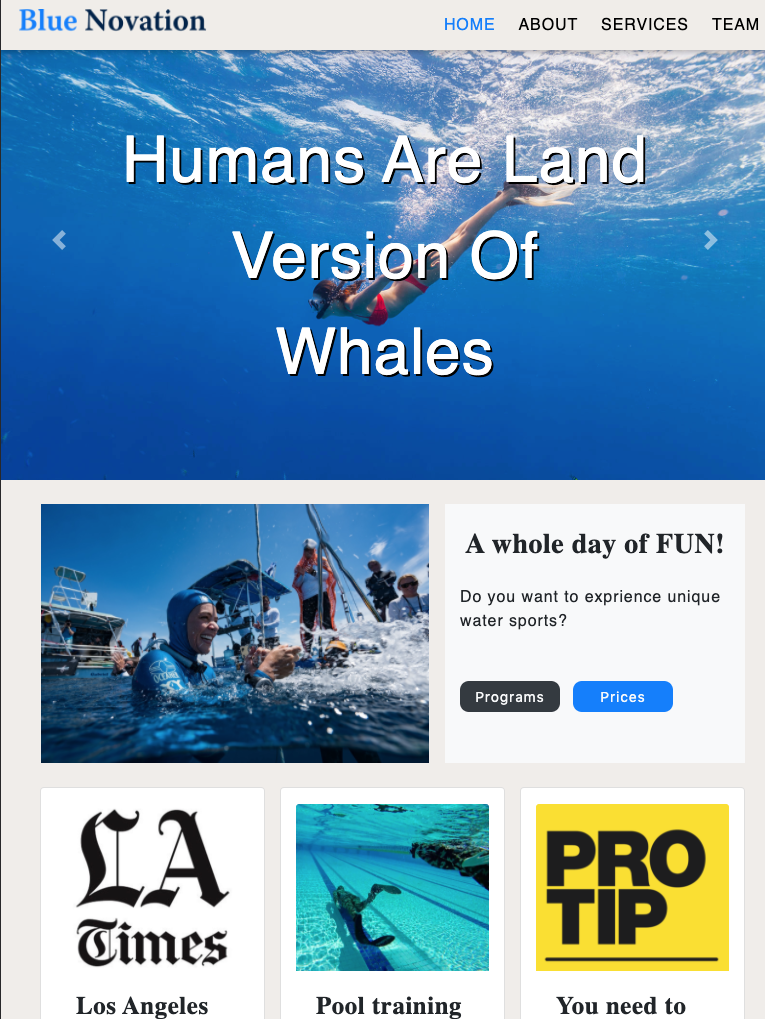 Blue Novation
HOME ABOUT SERVICES TEAM
Humans Are Land
Version Of
Whales
A whole day of FUN!
Do you want to exprience unique
water sports?
Programs Prices
LA
Times
PRO
TIP
Los Angeles
Pool training
You need to